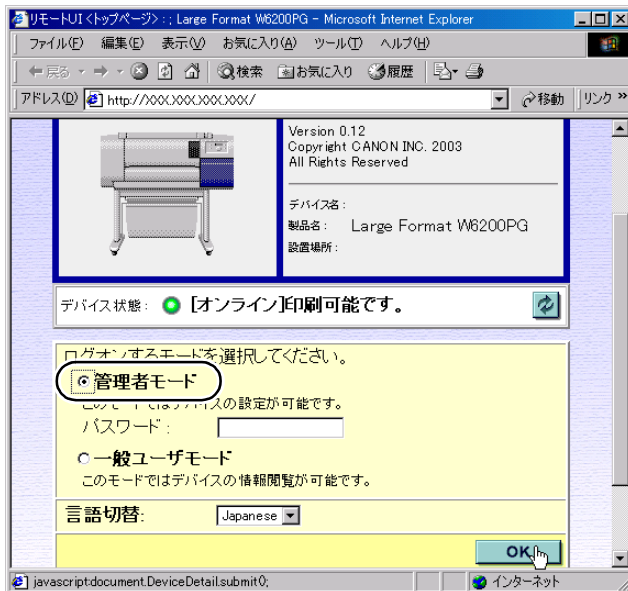 リモートUI <トップページ> : ; Large Format W6200PG - Microsoft Internet Explorer
ファイル(F) 編集(E) 表示(V) お気に入り(A) ツール(T) ヘルプ(H)
戻る 検索 お気に入り 履歴
アドレス(D) http://XXX.XXX.XXX.XXX/ 移動 リンク »
Version 0.12
Copyright CANON INC. 2003
All Rights Reserved
デバイス名 :
製品名 : Large Format W6200PG
設置場所 :
デバイス状態 : [オンライン]印刷可能です。
ログオンするモードを選択してください。
管理者モード
このモードではデバイスの設定が可能です。
パスワード :
一般ユーザモード
このモードではデバイスの情報閲覧が可能です。
言語切替: Japanese
OK
javascript:document.DeviceDetail.submit(); インターネット